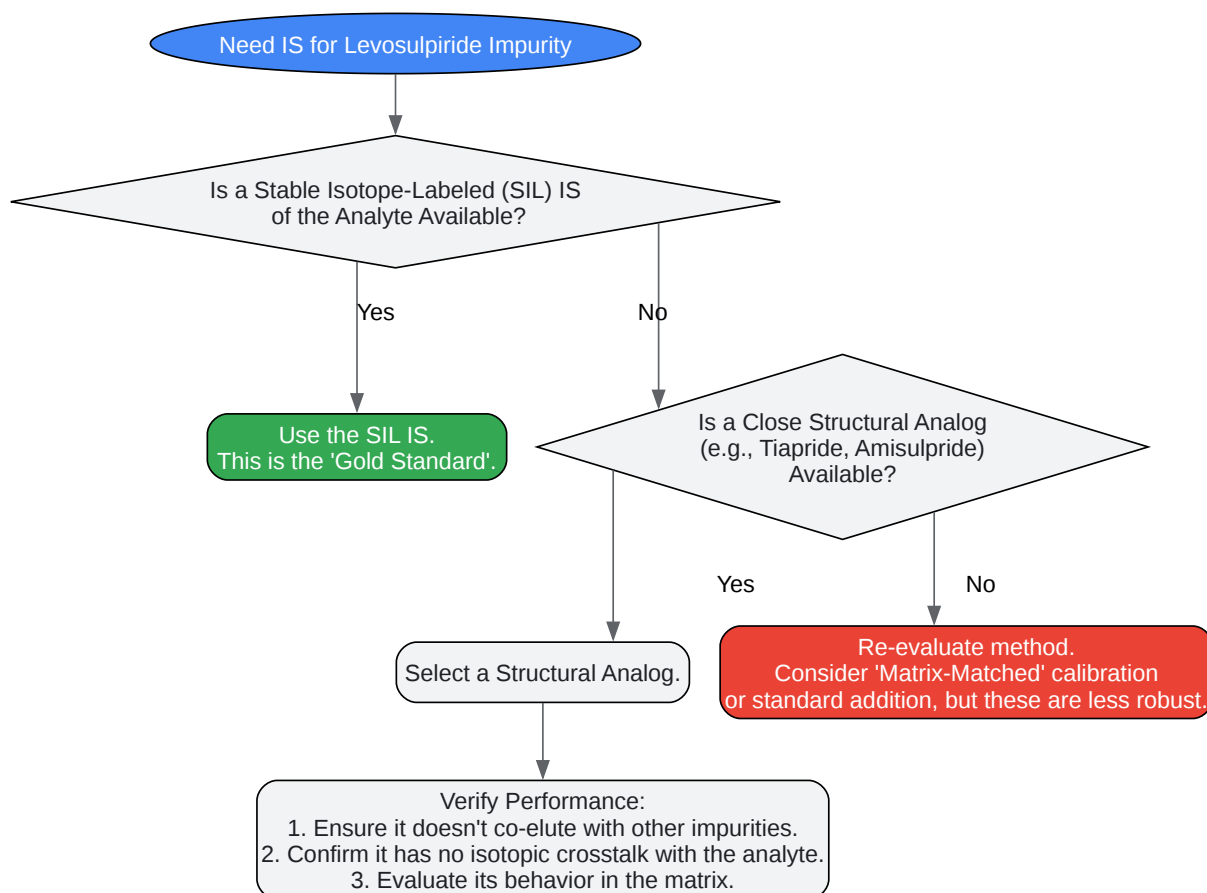 Need IS for Levosulpiride Impurity
Is a Stable Isotope-Labeled (SIL) IS
of the Analyte Available?
Yes
No
Use the SIL IS.
This is the 'Gold Standard'.
Is a Close Structural Analog
(e.g., Tiapride, Amisulpride)
Available?
Yes
No
Select a Structural Analog.
Re-evaluate method.
Consider 'Matrix-Matched' calibration
or standard addition, but these are less robust.
Verify Performance:
1. Ensure it doesn't co-elute with other impurities.
2. Confirm it has no isotopic crosstalk with the analyte.
3. Evaluate its behavior in the matrix.